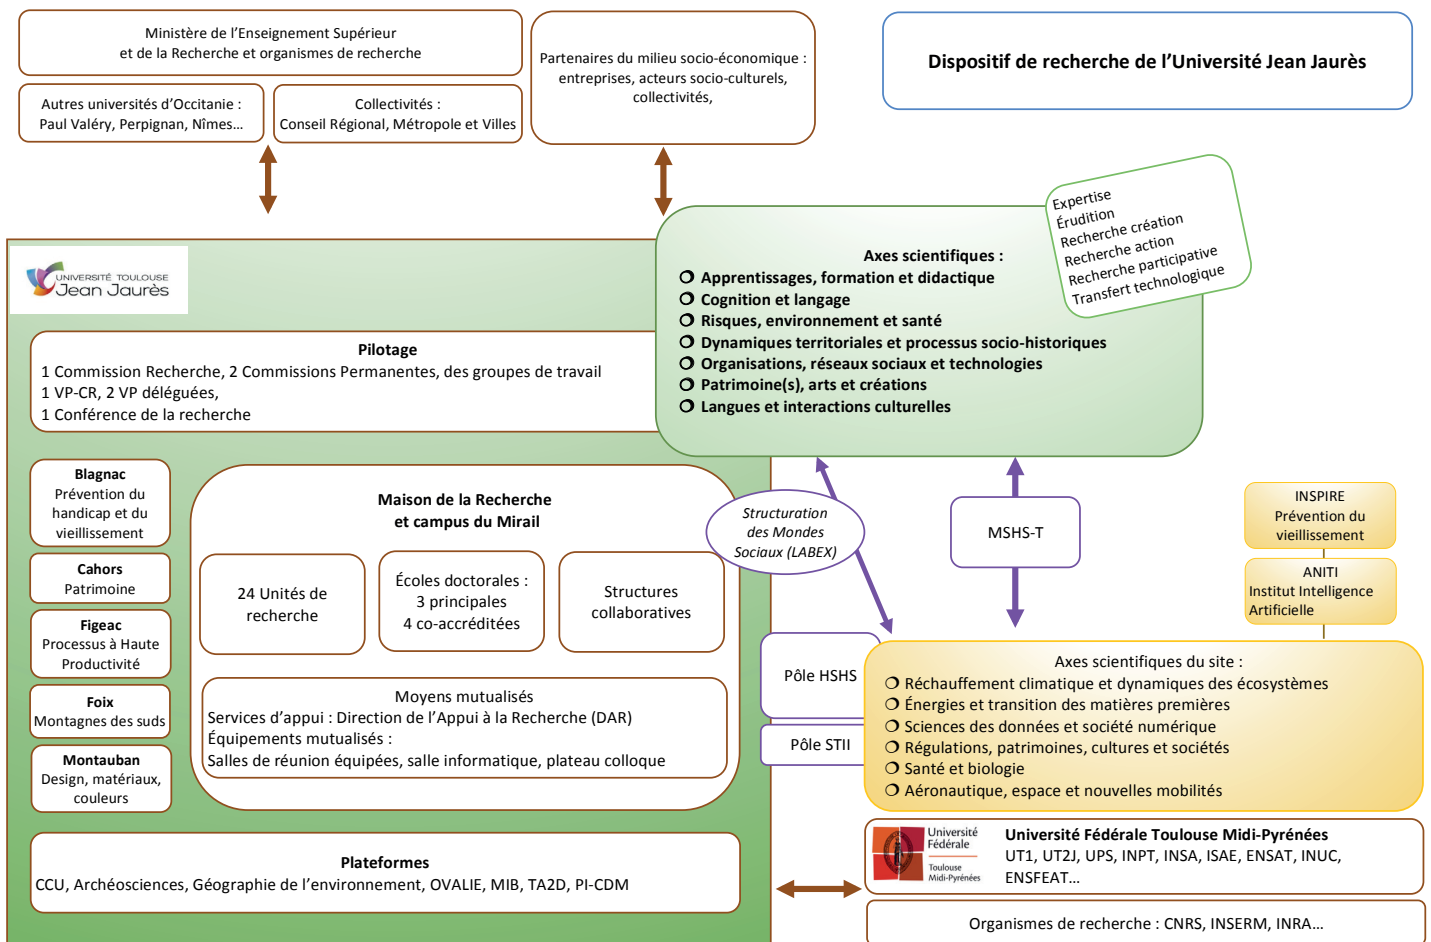 Ministère de l'Enseignement Supérieur
et de la Recherche et organismes de recherche
Autres universités d'Occitanie :
Paul Valéry, Perpignan, Nîmes…
Collectivités :
Conseil Régional, Métropole et Villes
Partenaires du milieu socio-économique :
entreprises, acteurs socio-culturels,
collectivités,
Dispositif de recherche de l'Université Jean Jaurès
Expertise
Érudition
Recherche création
Recherche action
Recherche participative
Transfert technologique
UNIVERSITÉ TOULOUSE
Jean Jaurès
Axes scientifiques :
Apprentissages, formation et didactique
Cognition et langage
Risques, environnement et santé
Dynamiques territoriales et processus socio-historiques
Organisations, réseaux sociaux et technologies
Patrimoine(s), arts et créations
Langues et interactions culturelles
Pilotage
1 Commission Recherche, 2 Commissions Permanentes, des groupes de travail
1 VP-CR, 2 VP déléguées,
1 Conférence de la recherche
Blagnac
Prévention du
handicap et du
vieillissement
Cahors
Patrimoine
Figeac
Processus à Haute
Productivité
Foix
Montagnes des suds
Montauban
Design, matériaux,
couleurs
Maison de la Recherche
et campus du Mirail
24 Unités de
recherche
Écoles doctorales :
3 principales
4 co-accréditées
Structures
collaboratives
Moyens mutualisés
Services d'appui : Direction de l'Appui à la Recherche (DAR)
Équipements mutualisés :
Salles de réunion équipées, salle informatique, plateau colloque
Structuration
des Mondes
Sociaux (LABEX)
MSHS-T
INSPIRE
Prévention du
vieillissement
ANITI
Institut Intelligence
Artificielle
Pôle HSHS
Pôle STII
Axes scientifiques du site :
Réchauffement climatique et dynamiques des écosystèmes
Énergies et transition des matières premières
Sciences des données et société numérique
Régulations, patrimoines, cultures et sociétés
Santé et biologie
Aéronautique, espace et nouvelles mobilités
Plateformes
CCU, Archéosciences, Géographie de l'environnement, OVALIE, MIB, TA2D, PI-CDM
Université
Fédérale
Toulouse
Midi-Pyrénées
Université Fédérale Toulouse Midi-Pyrénées
UT1, UT2J, UPS, INPT, INSA, ISAE, ENSAT, INUC,
ENSFEAT…
Organismes de recherche : CNRS, INSERM, INRA…